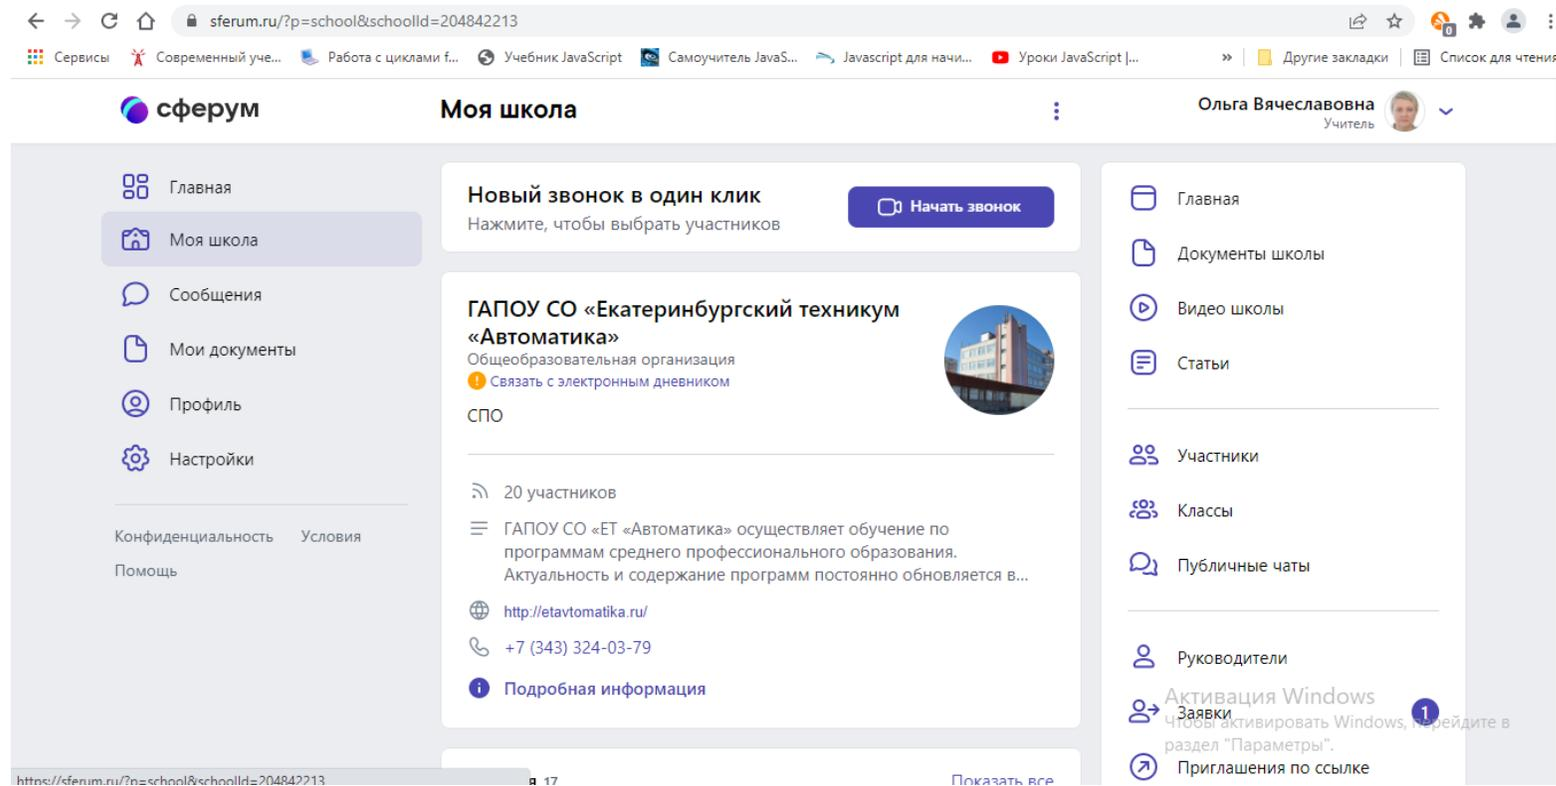 sferum.ru/?p=school&schoolId=204842213
0
Сервисы
Современный уче...
Работа с циклами f...
Учебник JavaScript
Самоучитель JavaS...
Javascript для начи...
Уроки JavaScript |...
»
Другие закладки
Список для чтения
сферум
Моя школа
Ольга Вячеславовна
Учитель
Главная
Моя школа
Сообщения
Мои документы
Профиль
Настройки
Конфиденциальность Условия
Помощь
Новый звонок в один клик
Нажмите, чтобы выбрать участников
Начать звонок
ГАПОУ СО «Екатеринбургский техникум
«Автоматика»
Общеобразовательная организация
Связать с электронным дневником
СПО
20 участников
ГАПОУ СО «ЕТ «Автоматика» осуществляет обучение по
программам среднего профессионального образования.
Актуальность и содержание программ постоянно обновляется в...
http://etavtomatika.ru/
+7 (343) 324-03-79
Подробная информация
17
Показать все
Главная
Документы школы
Видео школы
Статьи
Участники
Классы
Публичные чаты
Руководители
Заявки
1
Приглашения по ссылке
Активация Windows
Чтобы активировать Windows, перейдите в
раздел "Параметры".
https://sferum.ru/?p=school&schoolId=204842213